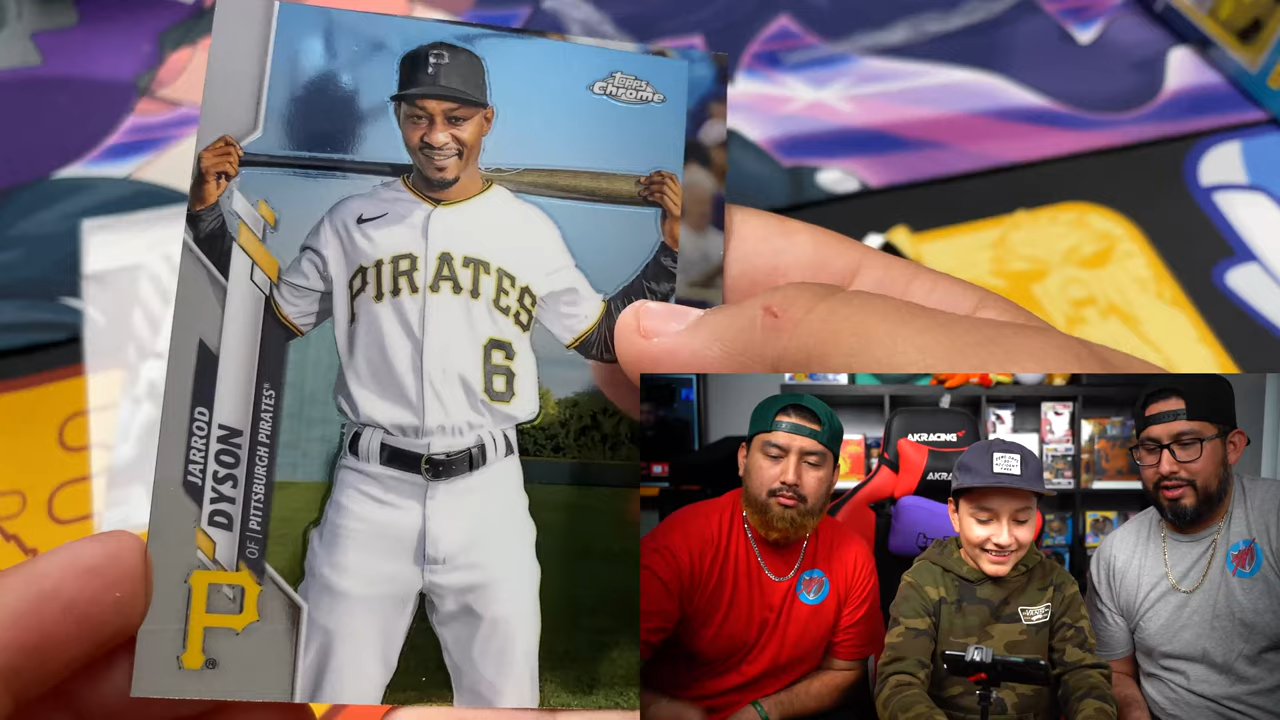 P
Topps
Chrome
PIRATES
6
JARROD
DYSON
OF | PITTSBURGH PIRATES®
P®
AKRACING
AKRA
VANS